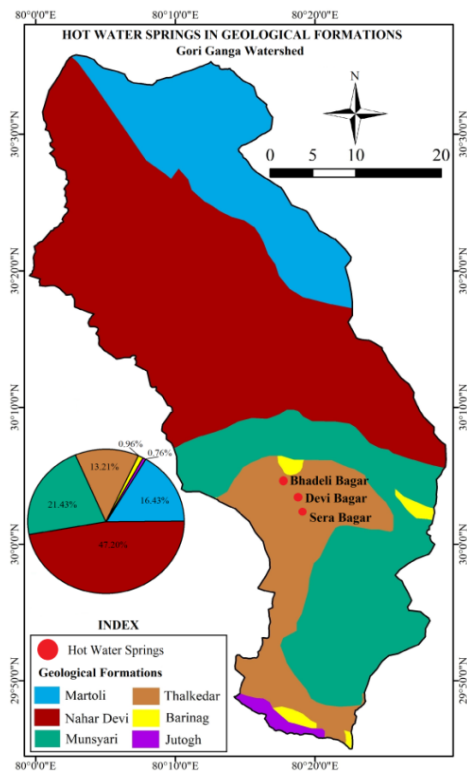 80°0'0"E 80°10'0"E 80°20'0"E
HOT WATER SPRINGS IN GEOLOGICAL FORMATIONS
Gori Ganga Watershed
N
0 5 10 20
30°30'0"N 30°30'0"N
30°20'0"N 30°20'0"N
30°10'0"N 30°10'0"N
0.96%
0.76%
13.21%
16.43%
21.43%
47.20%
Bhadeli Bagar
Devi Bagar
Sera Bagar
30°0'0"N 30°0'0"N
INDEX
Hot Water Springs
Geological Formations
Martoli Thalkedar
Nahar Devi Barinag
Munsyari Jutogh
29°50'0"N 29°50'0"N
80°0'0"E 80°10'0"E 80°20'0"E